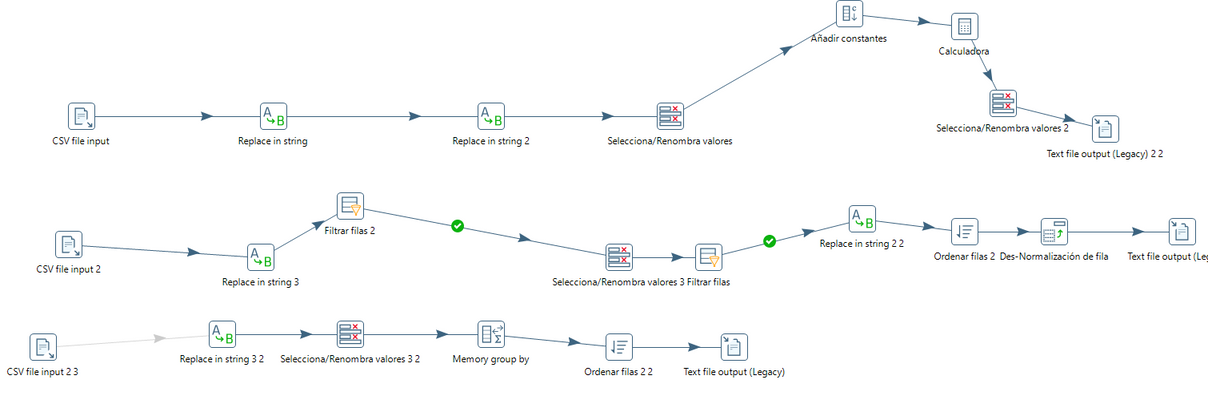 Añadir constantes
Calculadora
CSV file input
Replace in string
Replace in string 2
Selecciona/Renombra valores
Selecciona/Renombra valores 2
Text file output (Legacy) 2 2
Filtrar filas 2
CSV file input 2
Replace in string 3
Selecciona/Renombra valores 3
Filtrar filas
Replace in string 2 2
Ordenar filas 2
Des-Normalización de fila
Text file output (Leg
CSV file input 2 3
Replace in string 3 2
Selecciona/Renombra valores 3 2
Memory group by
Ordenar filas 2 2
Text file output (Legacy)